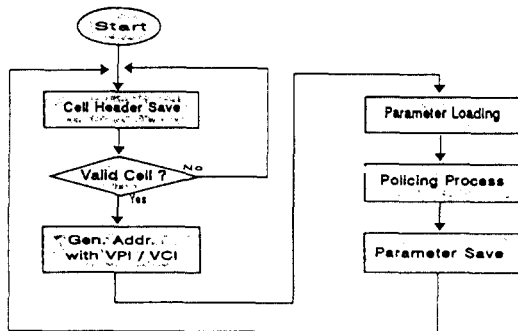 Start
Cell Header Save
Valid Cell ?
No
Yes
Gen. Addr.
with VPI / VCI
Parameter Loading
Policing Process
Parameter Save